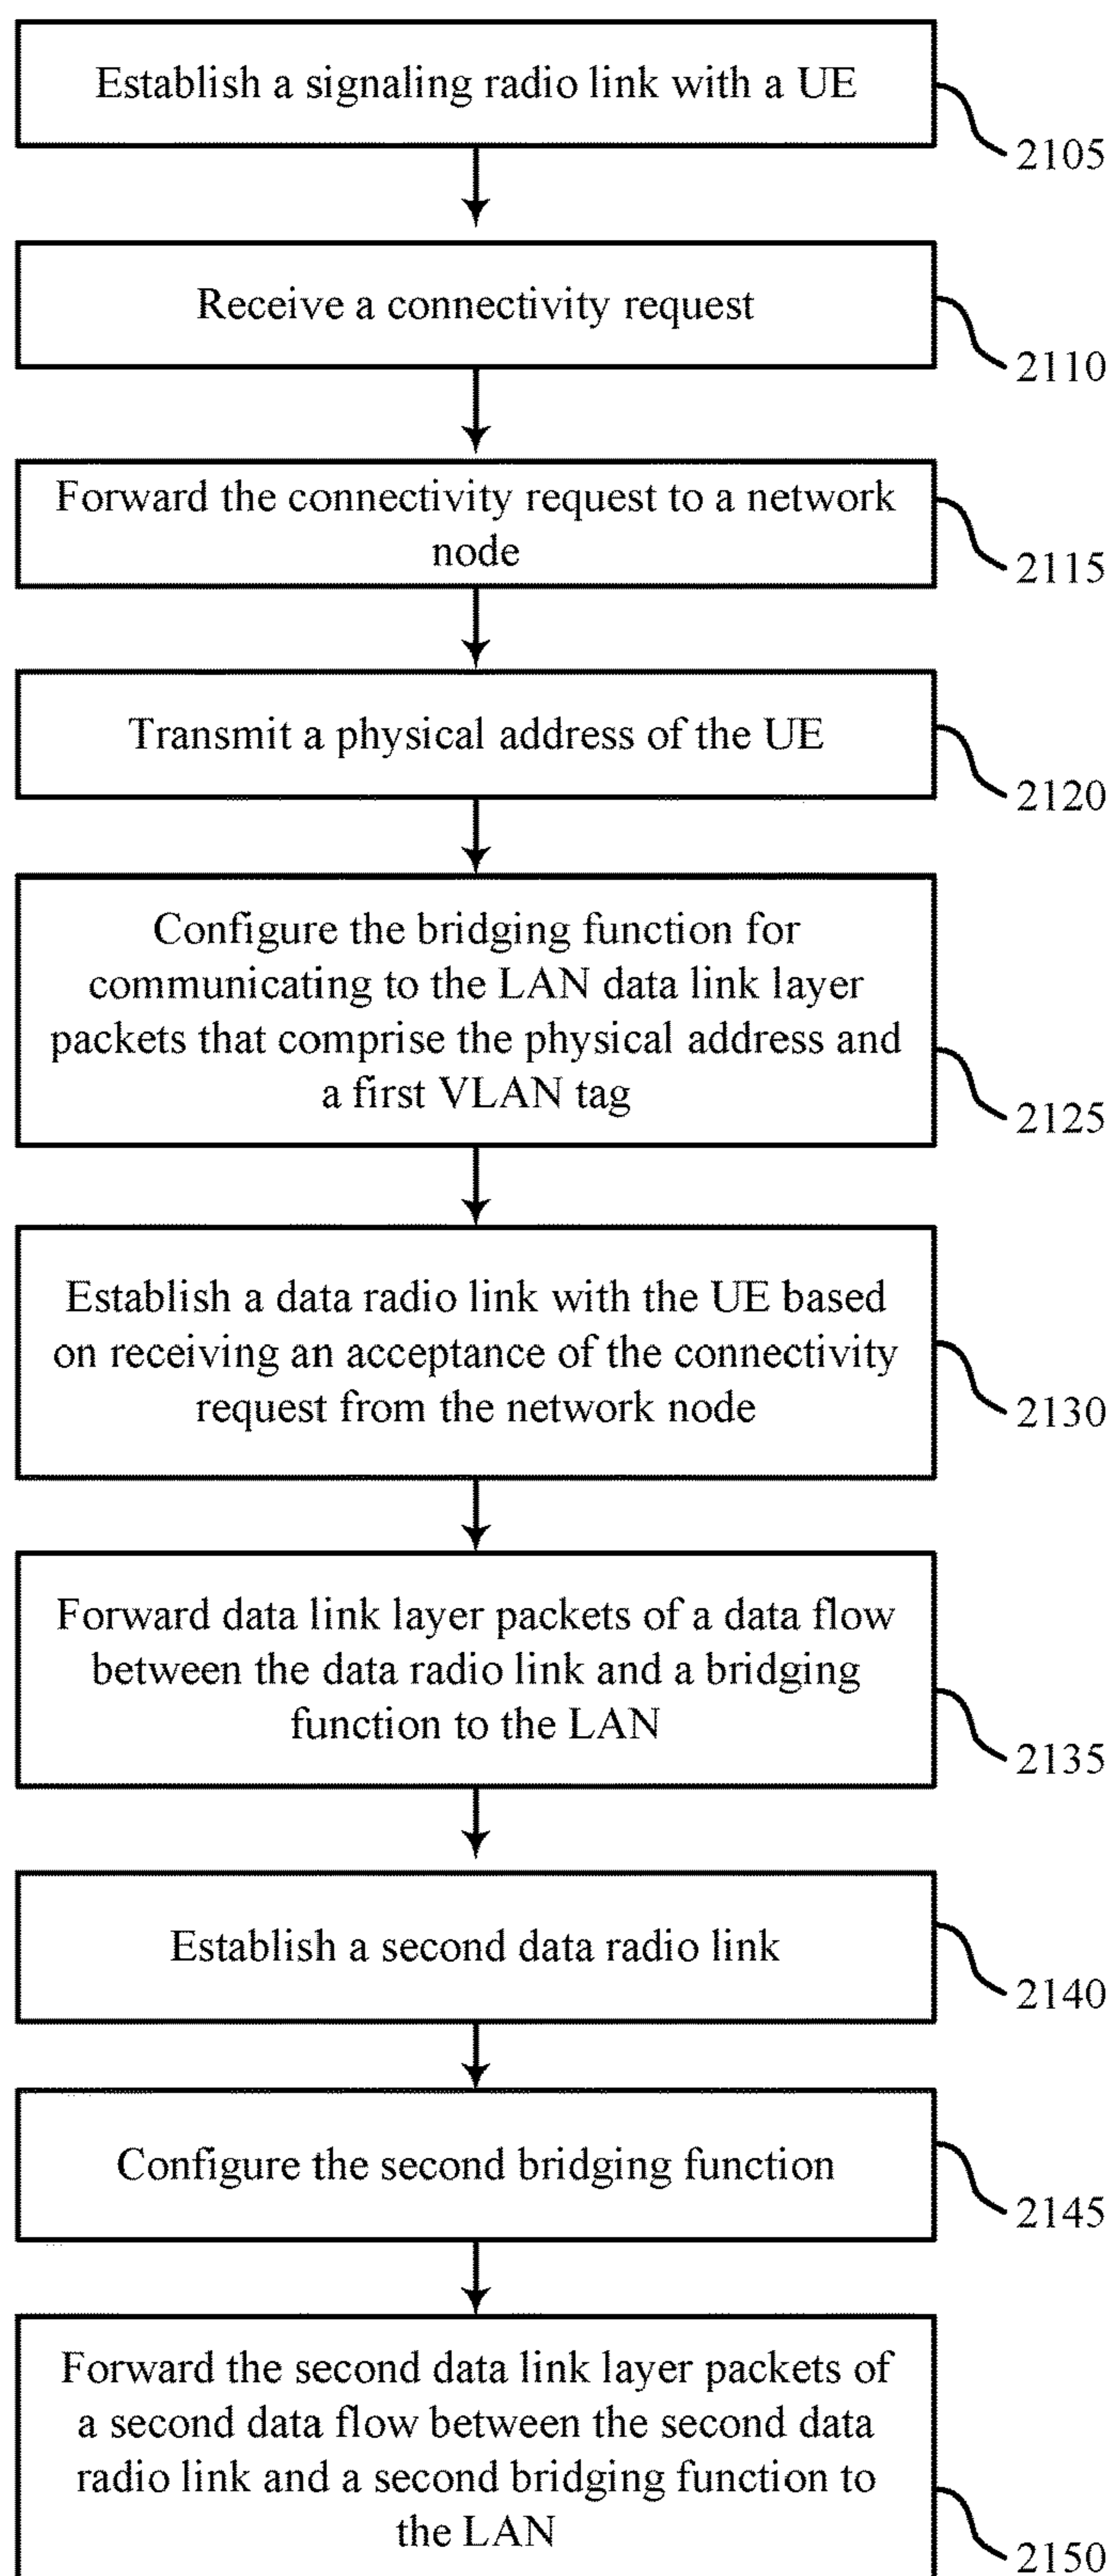 Establish a signaling radio link with a UE
2105
Receive a connectivity request
2110
Forward the connectivity request to a network
node
2115
Transmit a physical address of the UE
2120
Configure the bridging function for
communicating to the LAN data link layer
packets that comprise the physical address and
a first VLAN tag
2125
Establish a data radio link with the UE based
on receiving an acceptance of the connectivity
request from the network node
2130
Forward data link layer packets of a data flow
between the data radio link and a bridging
function to the LAN
2135
Establish a second data radio link
2140
Configure the second bridging function
2145
Forward the second data link layer packets of
a second data flow between the second data
radio link and a second bridging function to
the LAN
2150